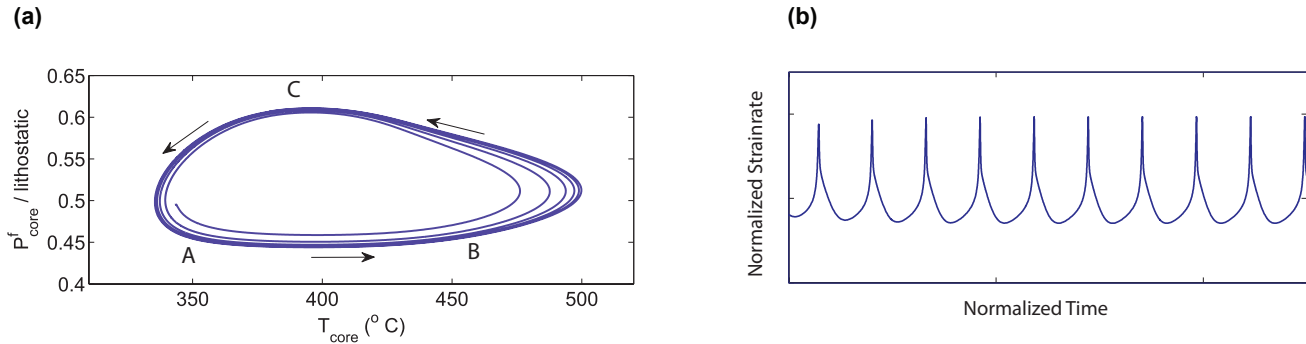 (a)
(b)
0.65
0.6
0.55
0.5
0.45
0.4
P^f_core / lithostatic
C
A
B
350
400
450
500
T_core (° C)
Normalized Strainrate
Normalized Time